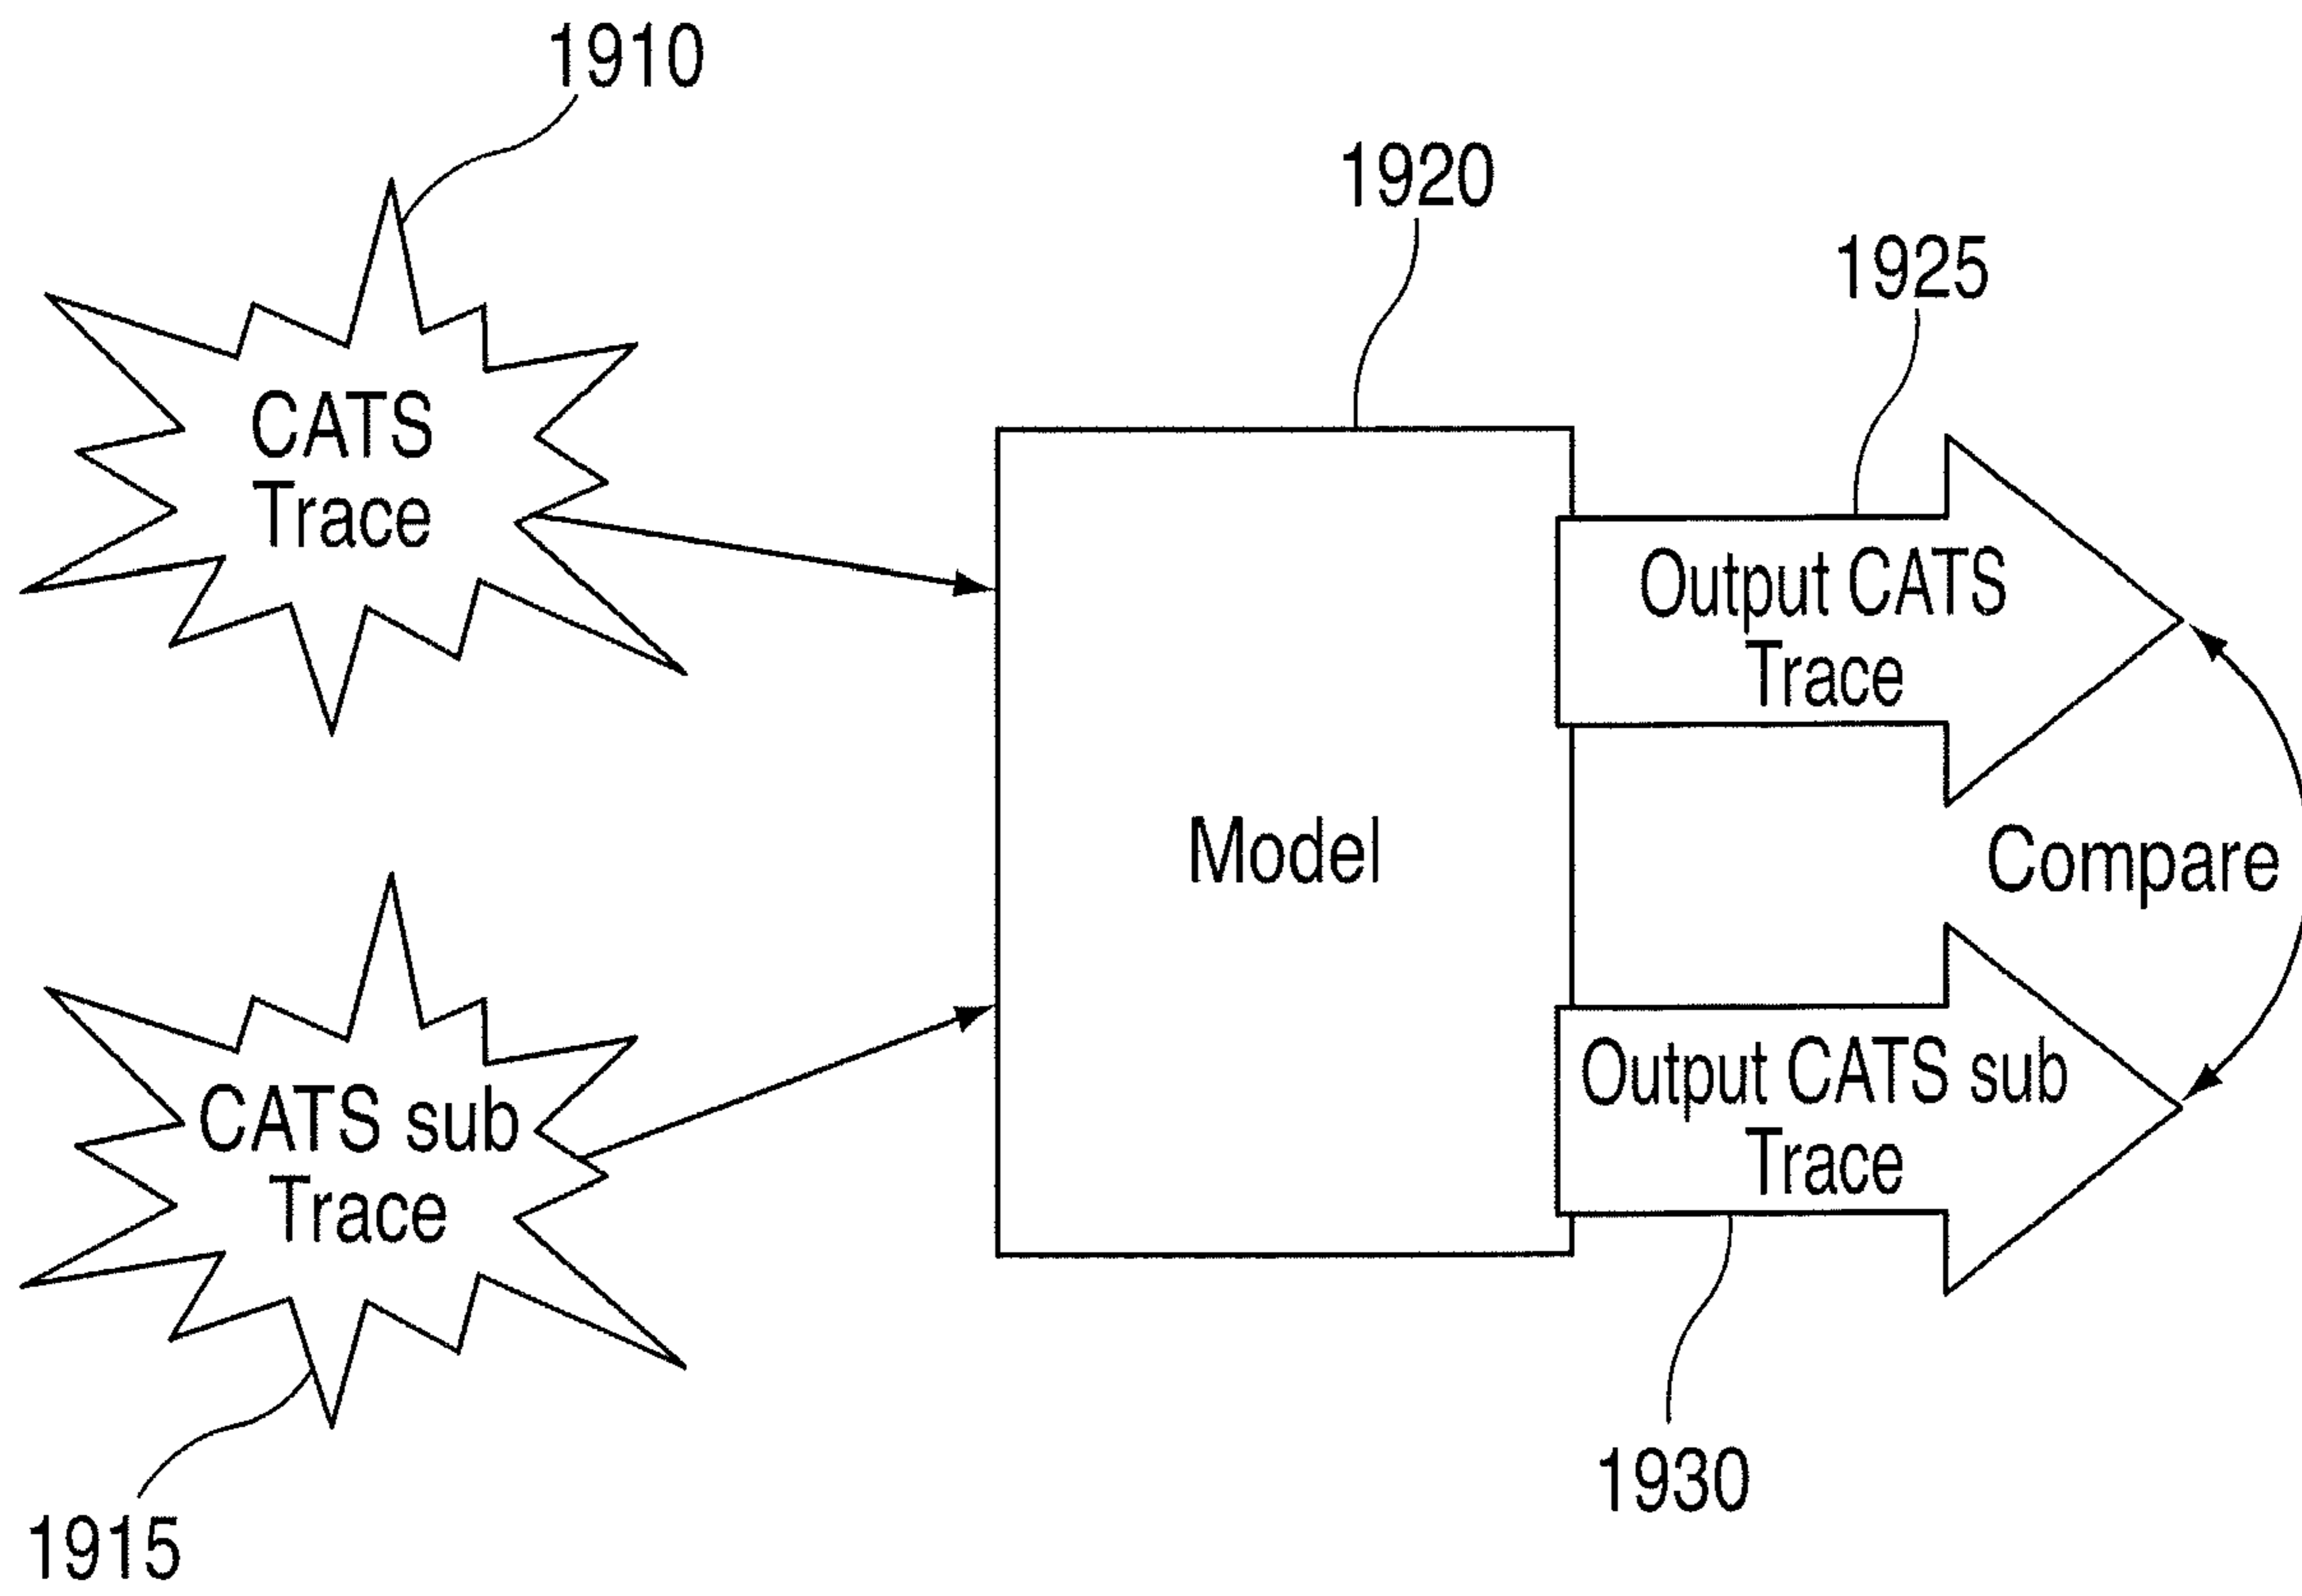 1910
1920
1925
CATS
Trace
Output CATS
Trace
Model
Compare
CATS sub
Trace
Output CATS sub
Trace
1930
1915